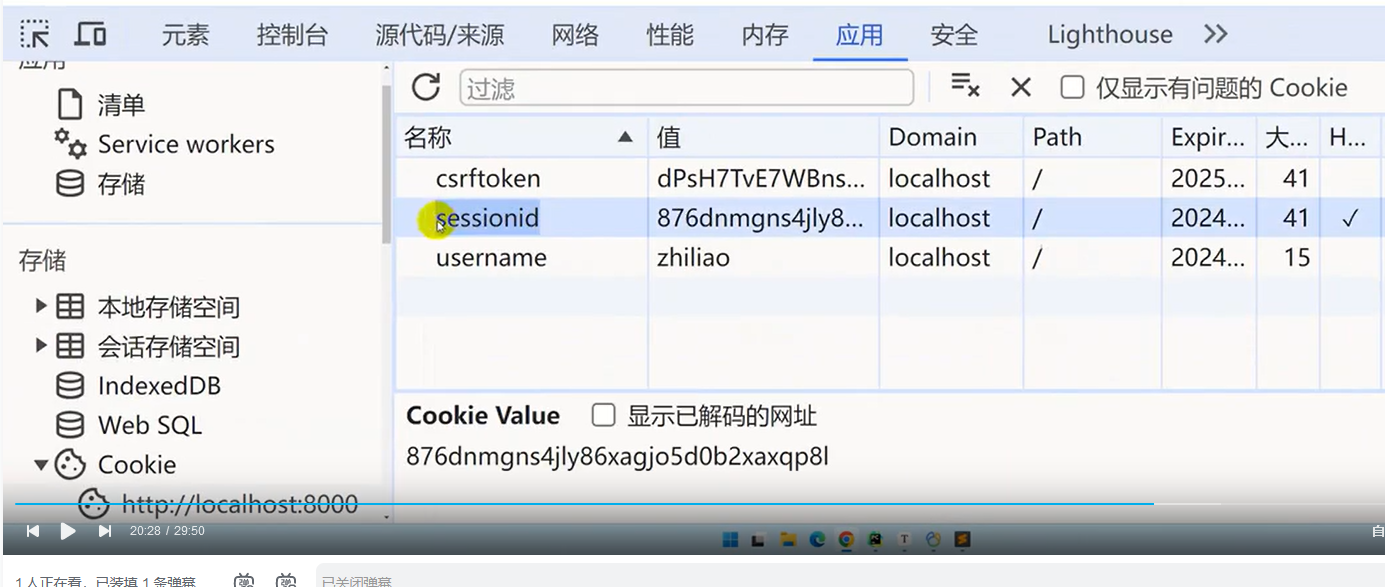 元素 控制台 源代码/来源 网络 性能 内存 应用 安全 Lighthouse
应用
过滤 仅显示有问题的 Cookie
清单
Service workers
存储
名称 值 Domain Path Expir... 大... H...
csrftoken dPsH7TvE7WBns... localhost / 2025... 41
sessionid 876dnmgns4jly8... localhost / 2024... 41 ✓
username zhiliao localhost / 2024... 15
存储
本地存储空间
会话存储空间
IndexedDB
Web SQL
Cookie
http://localhost:8000
Cookie Value 显示已解码的网址
876dnmgns4jly86xagjo5d0b2xaxqp8l
20:28 / 29:50
自
1 人正在看，已装填 1 条弹幕 已关闭弹幕